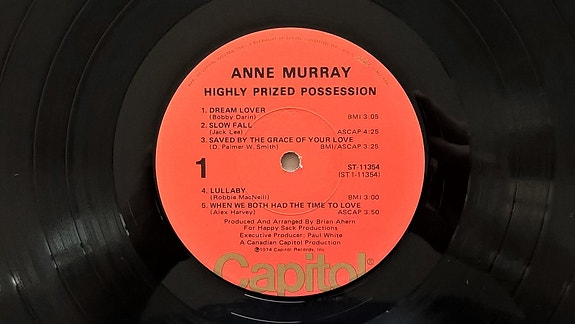 ANNE MURRAY
HIGHLY PRIZED POSSESSION
1. DREAM LOVER
(Bobby Darin) BMI 3:05
2. SLOW FALL
(Jack Lee) ASCAP 4:25
3. SAVED BY THE GRACE OF YOUR LOVE
(D. Palmer W. Smith) BMI/ASCAP 3:25
1
ST-11354
(ST1-11354)
4. LULLABY
(Robbie MacNeill) BMI 3:00
5. WHEN WE BOTH HAD THE TIME TO LOVE
(Alex Harvey) ASCAP 3:50
Produced and Arranged by Brian Ahern
For Happy Sack Productions
Executive Producer: Paul White
A Canadian Capitol Production
℗1974 Capitol Records, Inc.
Capitol®